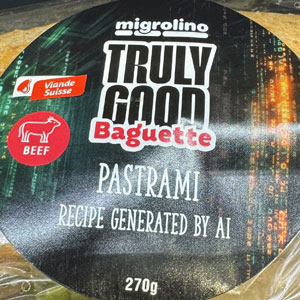 migrolino
TRULY
GOOD
Baguette
Viande
Suisse
BEEF
PASTRAMI
RECIPE GENERATED BY AI
270g